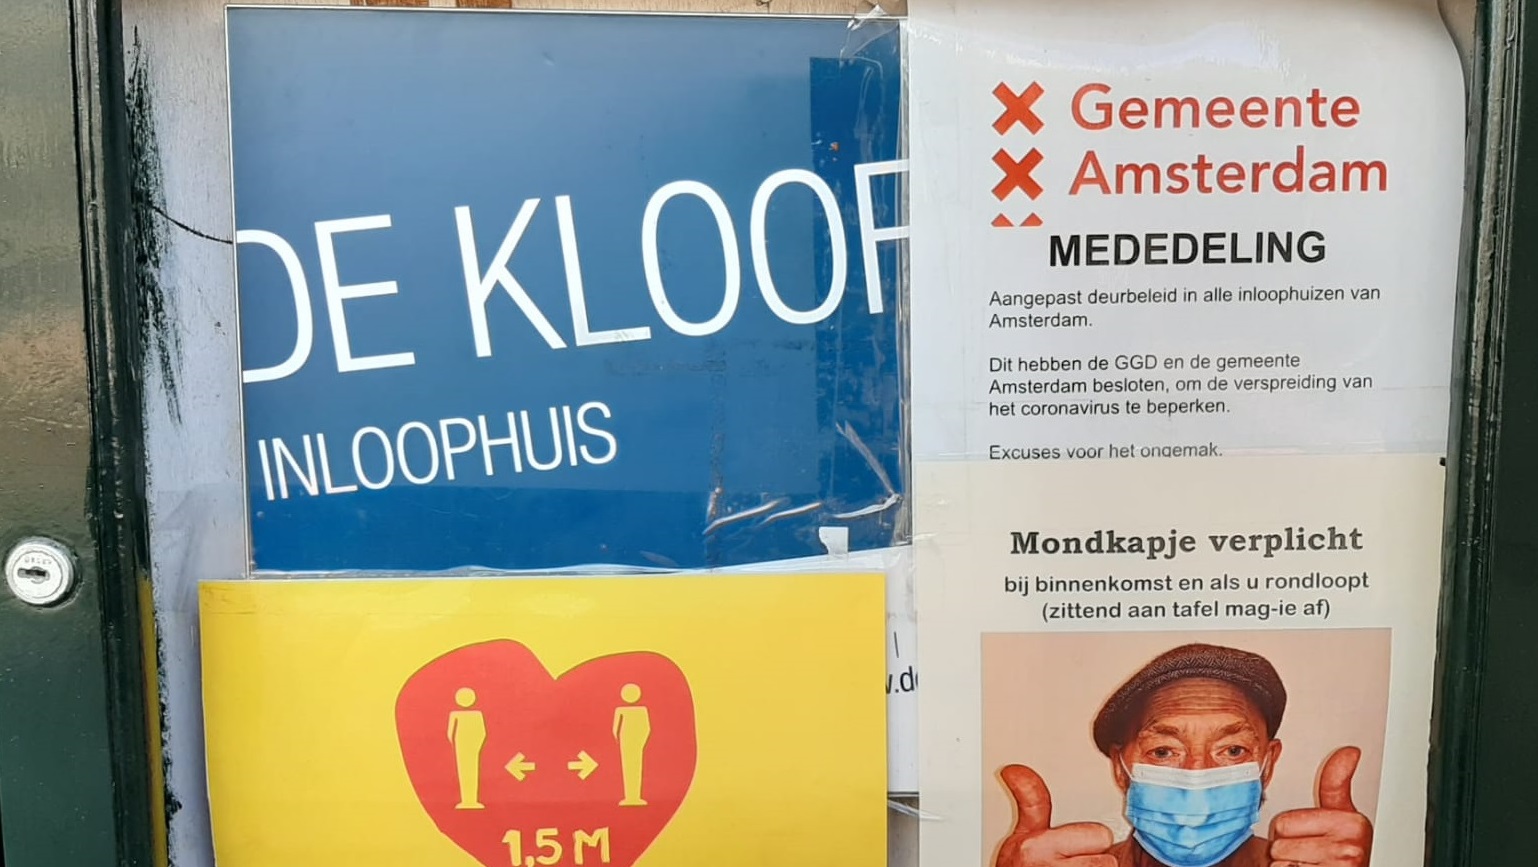 DE KLOOF
INLOOPHUIS
Gemeente
Amsterdam
MEDEDELING
Aangepast deurbeleid in alle inloophuizen van
Amsterdam.
Dit hebben de GGD en de gemeente
Amsterdam besloten, om de verspreiding van
het coronavirus te beperken.
Excuses voor het ongemak.
Mondkapje verplicht
bij binnenkomst en als u rondloopt
(zittend aan tafel mag-ie af)
1,5 M